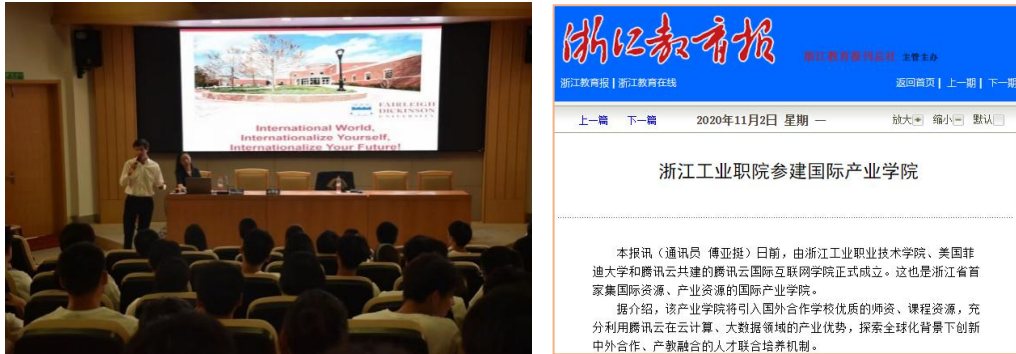 FAIRLEIGH
DICKINSON
UNIVERSITY
International World,
Internationalize Yourself,
Internationalize Your Future!
浙江教育报
浙江教育报刊总社 主管主办
浙江教育报 | 浙江教育在线
返回首页 | 上一期 | 下一期
上一篇 下一篇 2020年11月2日 星期 一 放大 缩小 默认
浙江工业职院参建国际产业学院
本报讯（通讯员 傅亚挺）日前，由浙江工业职业技术学院、美国菲
迪大学和腾讯云共建的腾讯云国际互联网学院正式成立。这也是浙江省首
家集国际资源、产业资源的国际产业学院。
据介绍，该产业学院将引入国外合作学校优质的师资、课程资源，充
分利用腾讯云在云计算、大数据领域的产业优势，探索全球化背景下创新
中外合作、产教融合的人才联合培养机制。